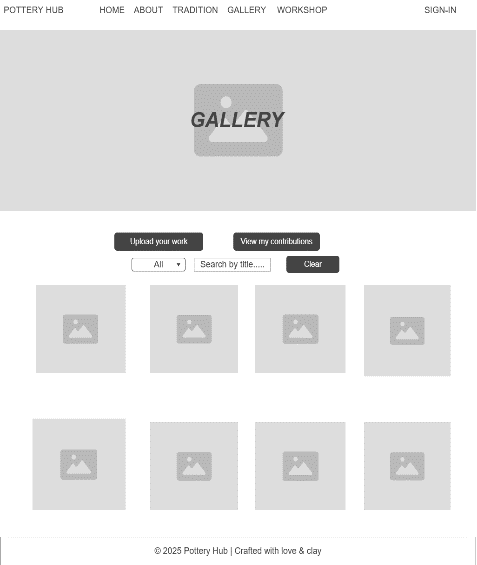 POTTERY HUB HOME ABOUT TRADITION GALLERY WORKSHOP SIGN-IN
GALLERY
Upload your work View my contributions
All Search by title..... Clear
© 2025 Pottery Hub | Crafted with love & clay